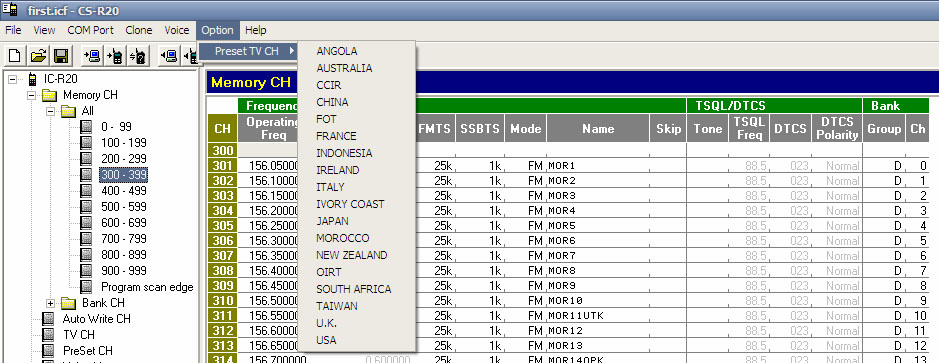 first.icf - CS-R20
File View COM Port Clone Voice Option Help
Preset TV CH
ANGOLA
AUSTRALIA
CCIR
CHINA
FOT
FRANCE
INDONESIA
IRELAND
ITALY
IVORY COAST
JAPAN
MOROCCO
NEW ZEALAND
OIRT
SOUTH AFRICA
TAIWAN
U.K.
USA
IC-R20
Memory CH
All
0 - 99
100 - 199
200 - 299
300 - 399
400 - 499
500 - 599
600 - 699
700 - 799
800 - 899
900 - 999
Program scan edge
Bank CH
Auto Write CH
TV CH
PreSet CH
Memory CH
Frequenc TSQL/DTCS Bank
CH Operating Freq FMTS SSBTS Mode Name Skip Tone TSQL Freq DTCS DTCS Polarity Group Ch
300
301 156.05000 25k, 1k, FM, MOR1 88.5, 023, Normal D, 0
302 156.10000 25k, 1k, FM, MOR2 88.5, 023, Normal D, 1
303 156.15000 25k, 1k, FM, MOR3 88.5, 023, Normal D, 2
304 156.20000 25k, 1k, FM, MOR4 88.5, 023, Normal D, 3
305 156.25000 25k, 1k, FM, MOR5 88.5, 023, Normal D, 4
306 156.30000 25k, 1k, FM, MOR6 88.5, 023, Normal D, 5
307 156.35000 25k, 1k, FM, MOR7 88.5, 023, Normal D, 6
308 156.40000 25k, 1k, FM, MOR8 88.5, 023, Normal D, 7
309 156.45000 25k, 1k, FM, MOR9 88.5, 023, Normal D, 8
310 156.50000 25k, 1k, FM, MOR10 88.5, 023, Normal D, 9
311 156.55000 25k, 1k, FM, MOR11UTK 88.5, 023, Normal D, 10
312 156.60000 25k, 1k, FM, MOR12 88.5, 023, Normal D, 11
313 156.65000 25k, 1k, FM, MOR13 88.5, 023, Normal D, 12
314 156.700000 0.600000 25k, 1k, FM, MOR14OPK 88.5, 023, Normal D, 13